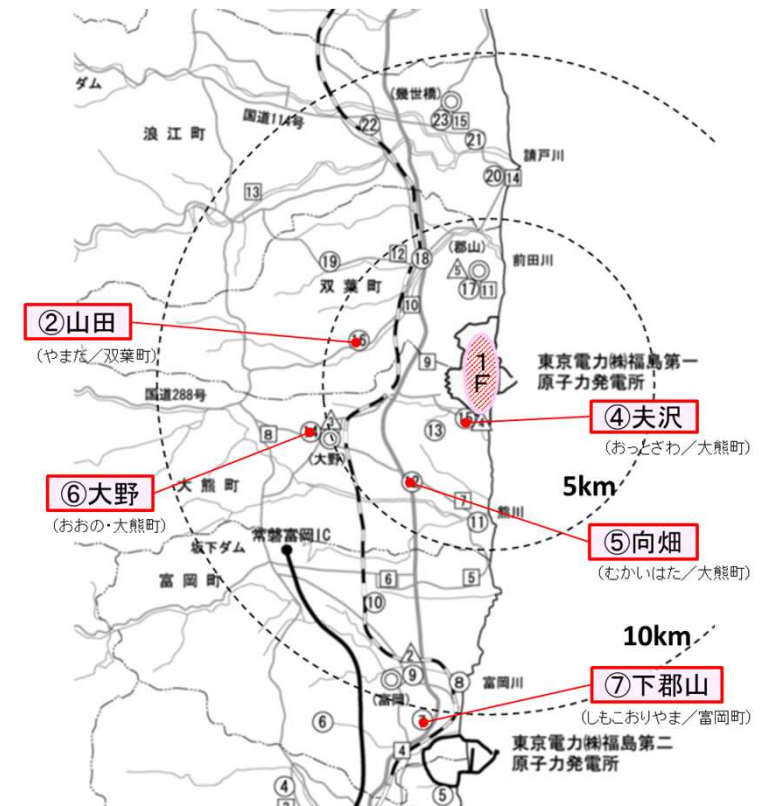 ダム
(幾世橋)
国道114号
22
23
15
浪江町
21
請戸川
20
14
13
(郡山)
12
18
前田川
19
5
17
11
双葉町
10
②山田
(やまだ/双葉町)
9
1F
東京電力㈱福島第一
原子力発電所
国道288号
④夫沢
(おっとざわ/大熊町)
3
8
13
4
(大野)
⑥大野
(おおの・大熊町)
大熊町
5km
7
熊川
11
⑤向畑
(むかいはた/大熊町)
常磐富岡IC
坂下ダム
富岡町
6
5
10
10km
2
9
8
富岡川
(富岡)
⑦下郡山
(しもこおりやま/富岡町)
6
4
東京電力㈱福島第二
原子力発電所
4
5